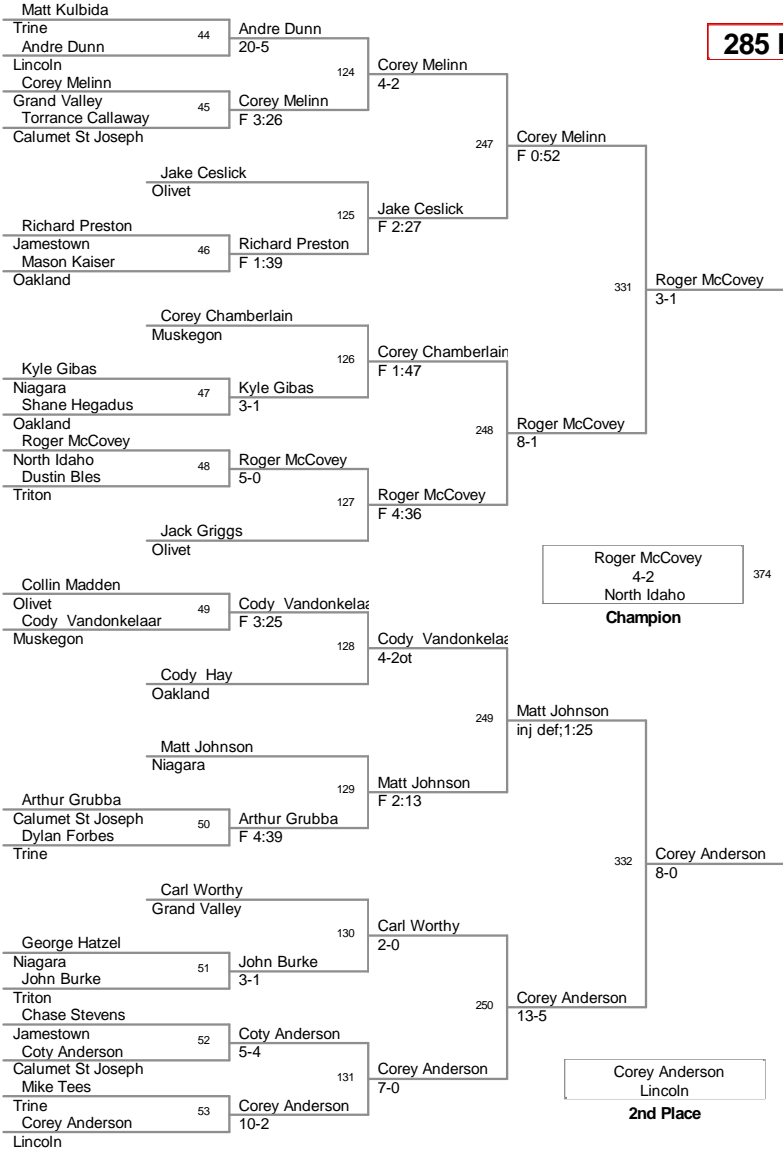 Matt Kulbida
Trine
44
Andre Dunn
Andre Dunn
20-5
285
Lincoln
Corey Melinn
124
Corey Melinn
4-2
Grand Valley
45
Corey Melinn
Torrance Callaway
F 3:26
Calumet St Joseph
247
Corey Melinn
F 0:52
Jake Ceslick
Olivet
125
Jake Ceslick
F 2:27
Richard Preston
Jamestown
46
Richard Preston
Mason Kaiser
F 1:39
Oakland
331
Roger McCovey
3-1
Corey Chamberlain
Muskegon
126
Corey Chamberlain
F 1:47
Kyle Gibas
Niagara
47
Kyle Gibas
Shane Hegadus
3-1
Oakland
248
Roger McCovey
8-1
Roger McCovey
North Idaho
48
Roger McCovey
Dustin Bles
5-0
Triton
127
Roger McCovey
F 4:36
Jack Griggs
Olivet
Roger McCovey
4-2
374
North Idaho
Champion
Collin Madden
Olivet
49
Cody Vandonkelaa
Cody Vandonkelaar
F 3:25
Muskegon
128
Cody Vandonkelaa
4-2ot
Cody Hay
Oakland
249
Matt Johnson
inj def;1:25
Matt Johnson
Niagara
129
Matt Johnson
F 2:13
Arthur Grubba
Calumet St Joseph
50
Arthur Grubba
Dylan Forbes
F 4:39
Trine
332
Corey Anderson
8-0
Carl Worthy
Grand Valley
130
Carl Worthy
2-0
George Hatzel
Niagara
51
John Burke
John Burke
3-1
Triton
250
Corey Anderson
13-5
Chase Stevens
Jamestown
52
Coty Anderson
Coty Anderson
5-4
Calumet St Joseph
131
Corey Anderson
7-0
Mike Tees
Trine
53
Corey Anderson
Corey Anderson
10-2
Lincoln
Corey Anderson
Lincoln
2nd Place